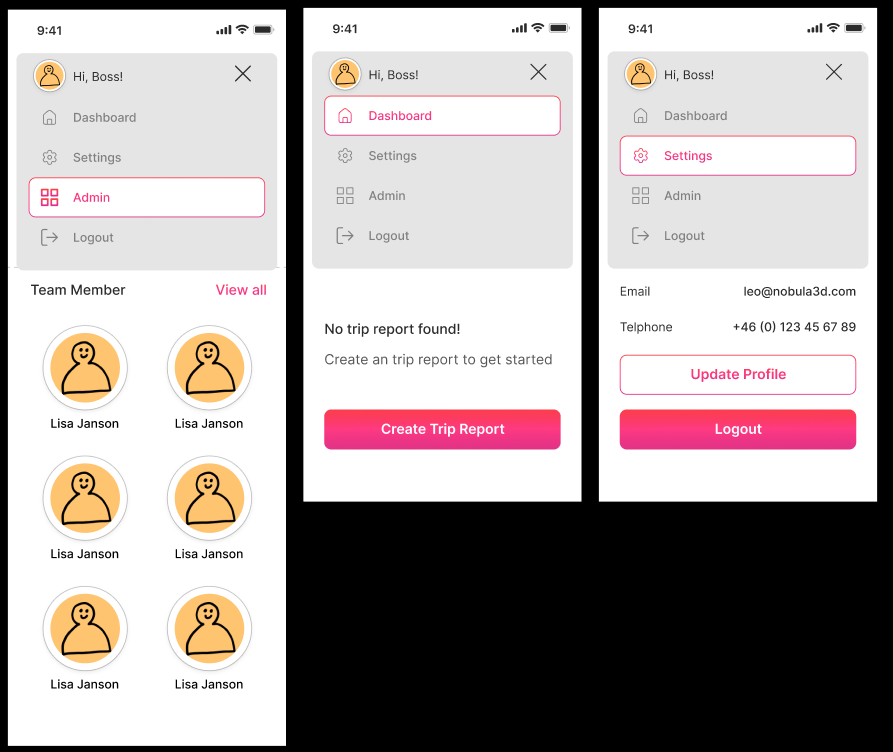 9:41
Hi, Boss!
Dashboard
Settings
Admin
Logout
Team Member
View all
Lisa Janson
Lisa Janson
Lisa Janson
Lisa Janson
Lisa Janson
Lisa Janson
9:41
Hi, Boss!
Dashboard
Settings
Admin
Logout
No trip report found!
Create an trip report to get started
Create Trip Report
9:41
Hi, Boss!
Dashboard
Settings
Admin
Logout
Email
leo@nobula3d.com
Telphone
+46 (0) 123 45 67 89
Update Profile
Logout